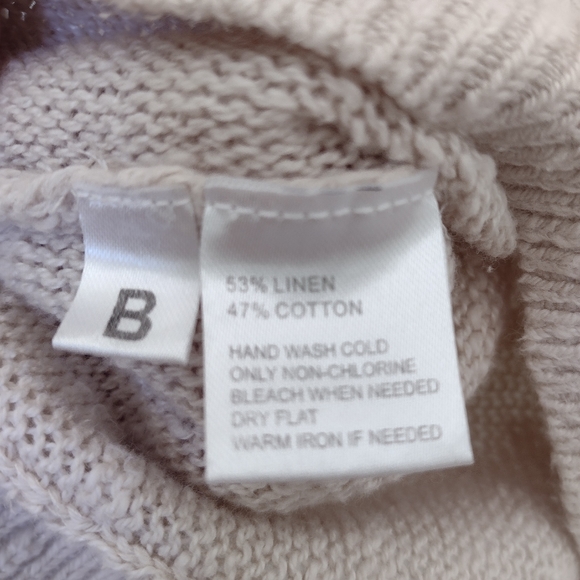 B
53% LINEN
47% COTTON
HAND WASH COLD
ONLY NON-CHLORINE
BLEACH WHEN NEEDED
DRY FLAT
WARM IRON IF NEEDED